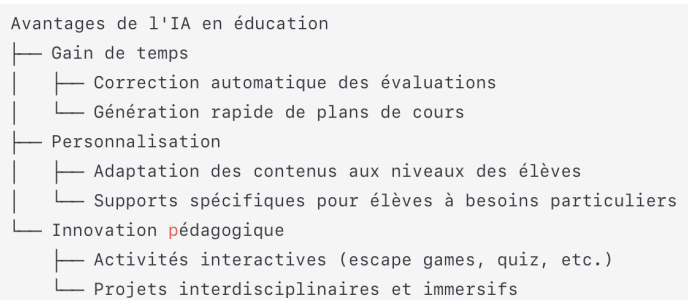 Avantages de l'IA en éducation
├── Gain de temps
│   ├── Correction automatique des évaluations
│   └── Génération rapide de plans de cours
├── Personnalisation
│   ├── Adaptation des contenus aux niveaux des élèves
│   └── Supports spécifiques pour élèves à besoins particuliers
└── Innovation pédagogique
    ├── Activités interactives (escape games, quiz, etc.)
    └── Projets interdisciplinaires et immersifs